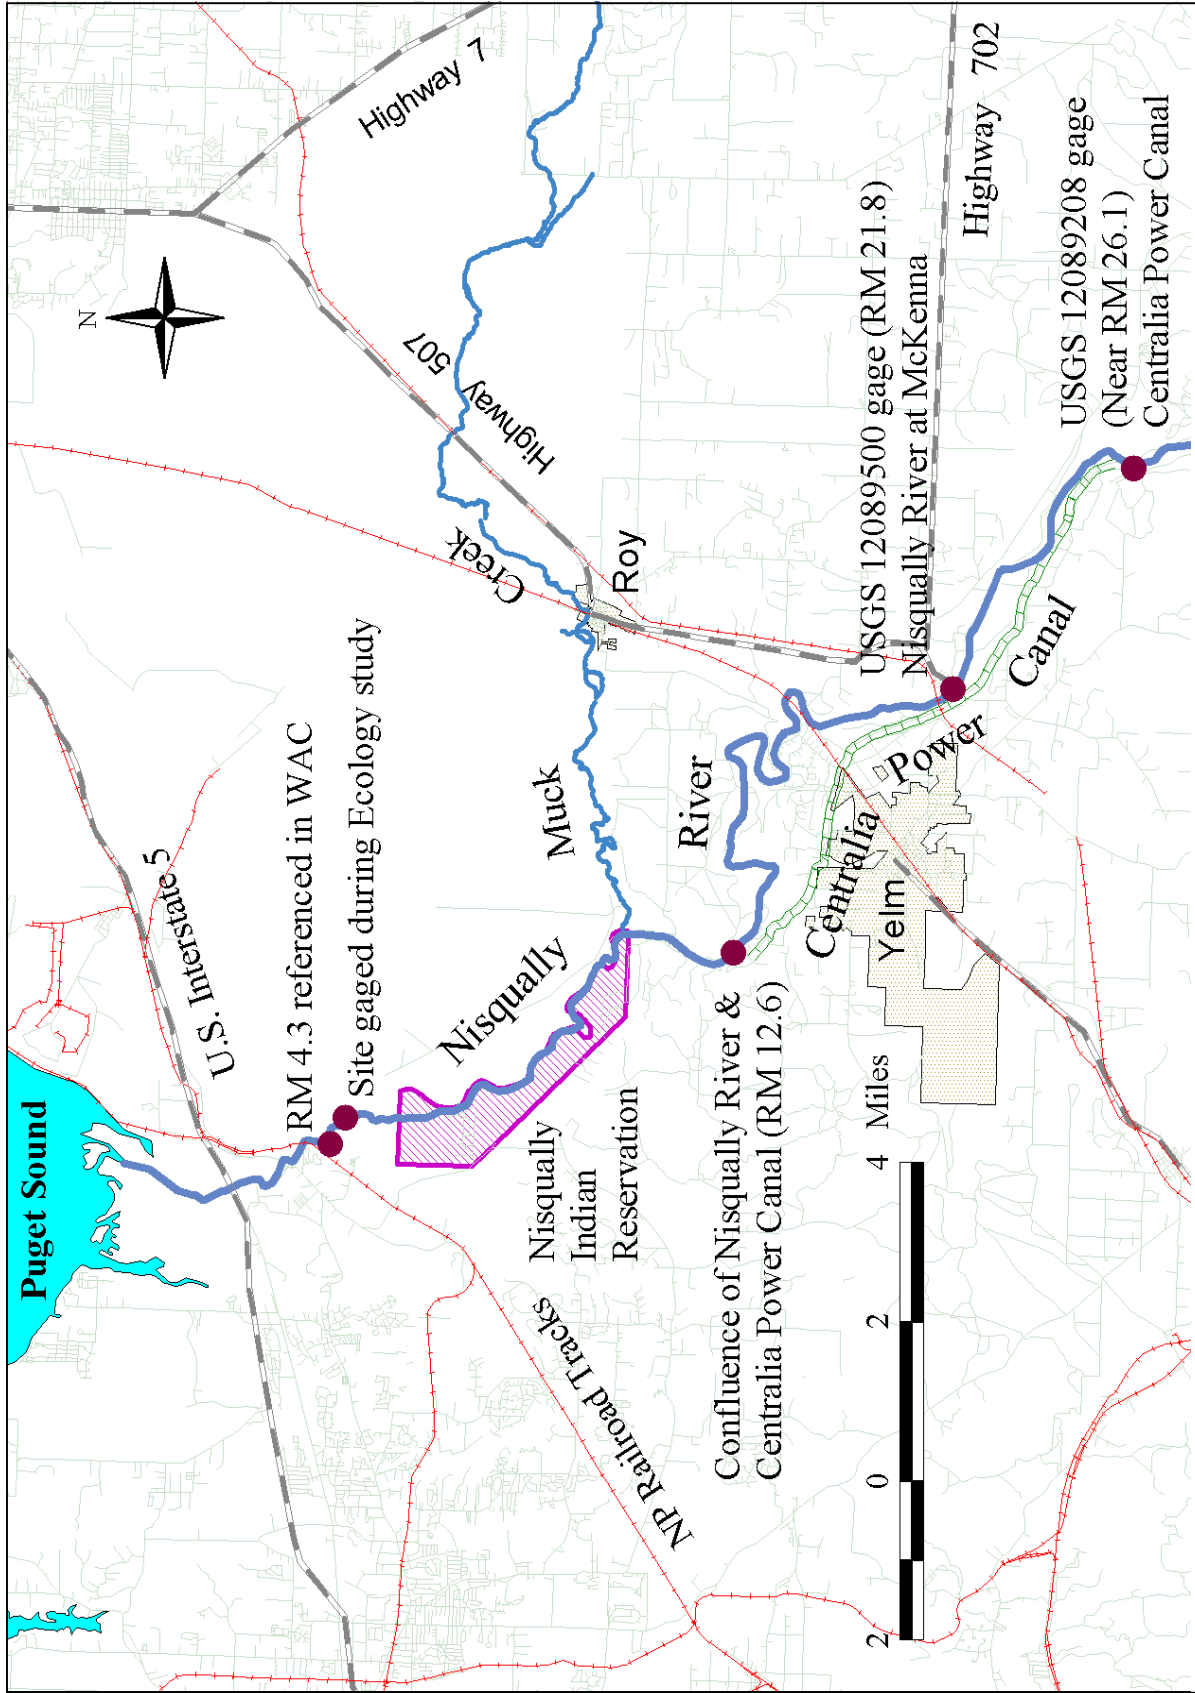 Puget Sound
U.S. Interstate 5
N
Highway 7
RM 4.3 referenced in WAC
Site gaged during Ecology study
Highway 507
Nisqually
Muck
Creek
Roy
Nisqually
Indian
Reservation
River
NP Railroad Tracks
Confluence of Nisqually River &
Centralia Power Canal (RM 12.6)
USGS 12089500 gage (RM 21.8)
Nisqually River at McKenna
Centralia
Power
Canal
Yelm
Highway 702
USGS 12089208 gage
(Near RM 26.1)
Centralia Power Canal
2 0 2 4 Miles